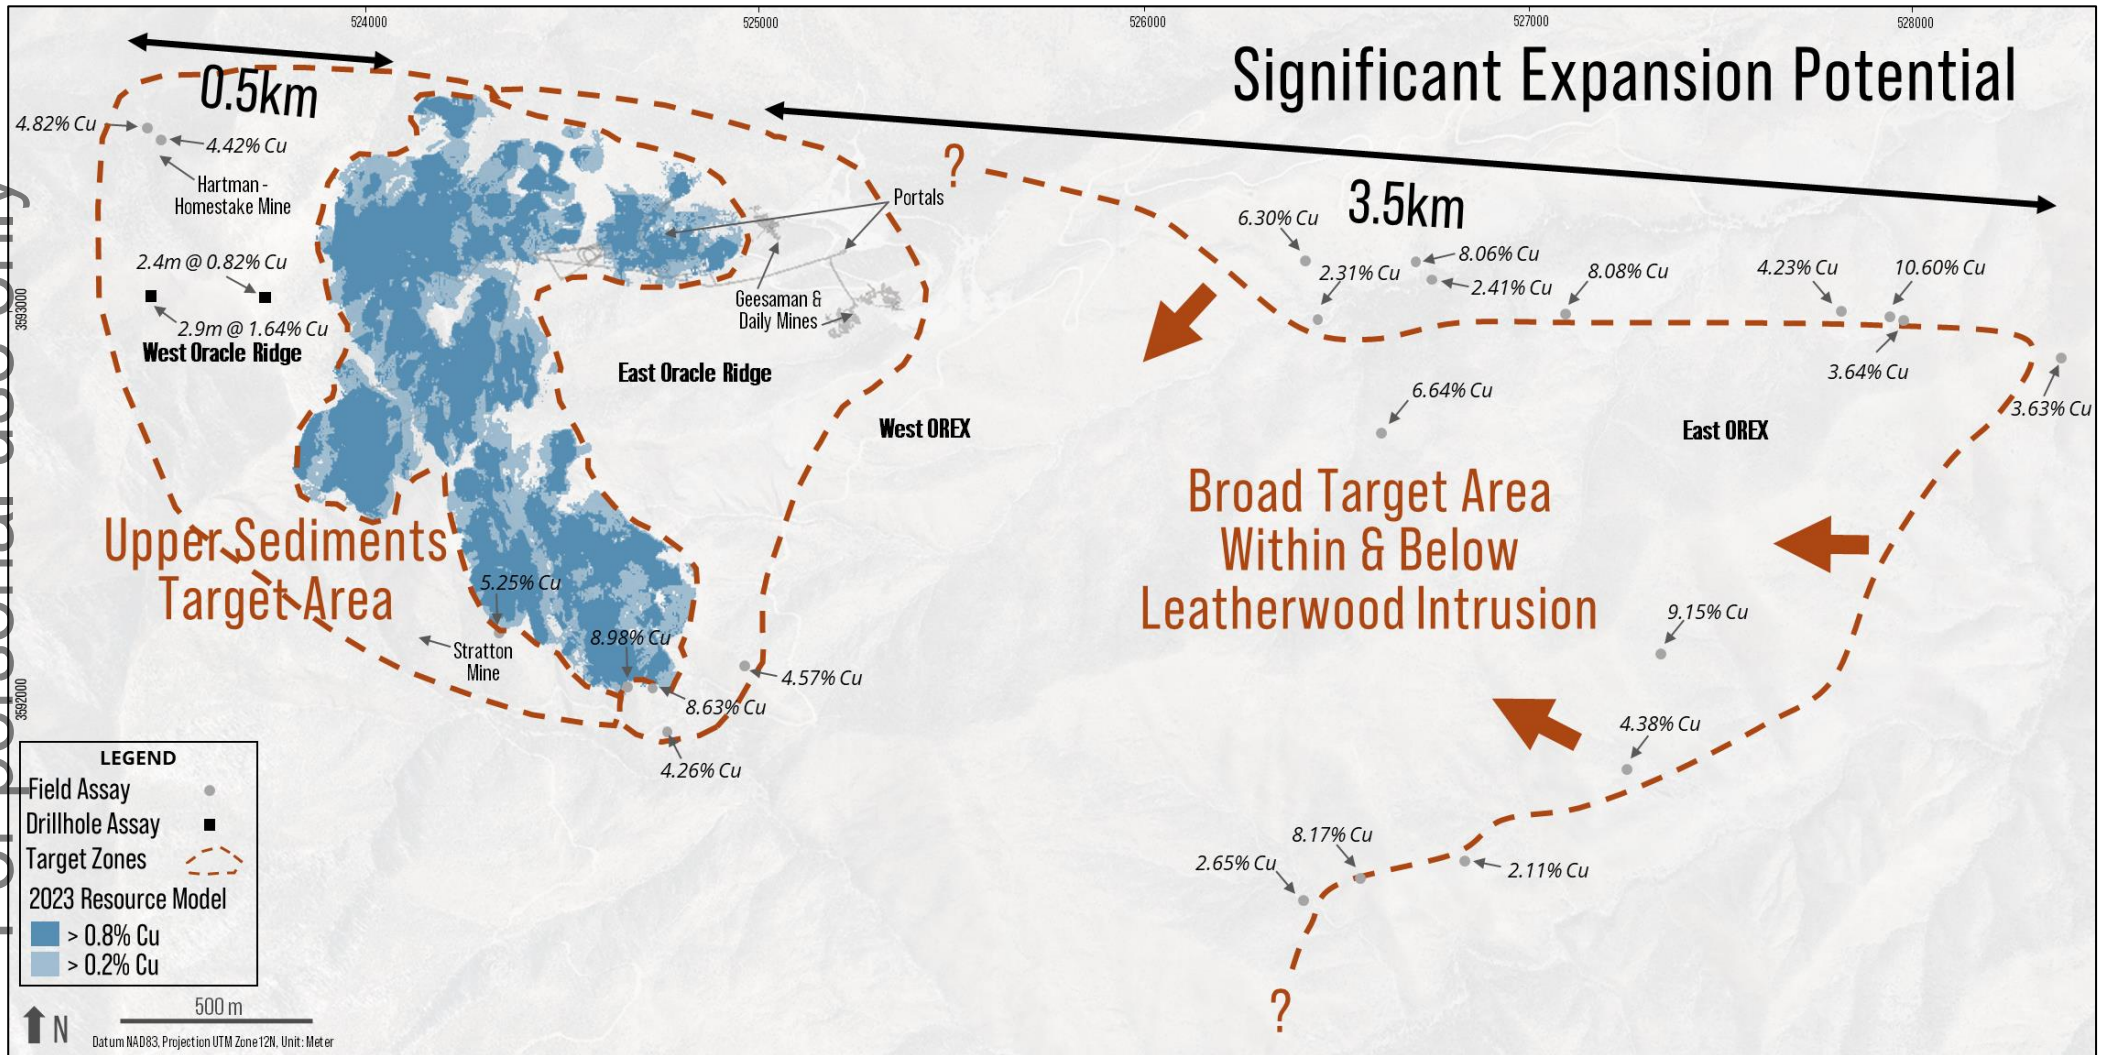 524000
525000
526000
527000
528000
Significant Expansion Potential
0.5km
3.5km
4.82% Cu
4.42% Cu
Hartman -
Homestake Mine
2.4m @ 0.82% Cu
2.9m @ 1.64% Cu
West Oracle Ridge
3593000
?
Portals
Geesaman &
Daily Mines
East Oracle Ridge
West OREX
6.30% Cu
2.31% Cu
8.06% Cu
2.41% Cu
8.08% Cu
4.23% Cu
10.60% Cu
3.64% Cu
3.63% Cu
6.64% Cu
East OREX
Broad Target Area
Within & Below
Leatherwood Intrusion
Upper Sediments
Target Area
5.25% Cu
8.98% Cu
Stratton
Mine
4.57% Cu
8.63% Cu
4.26% Cu
3592000
9.15% Cu
4.38% Cu
8.17% Cu
2.65% Cu
2.11% Cu
?
LEGEND
Field Assay
Drillhole Assay
Target Zones
2023 Resource Model
> 0.8% Cu
> 0.2% Cu
N
500 m
Datum NAD83, Projection UTM Zone 12N, Unit: Meter